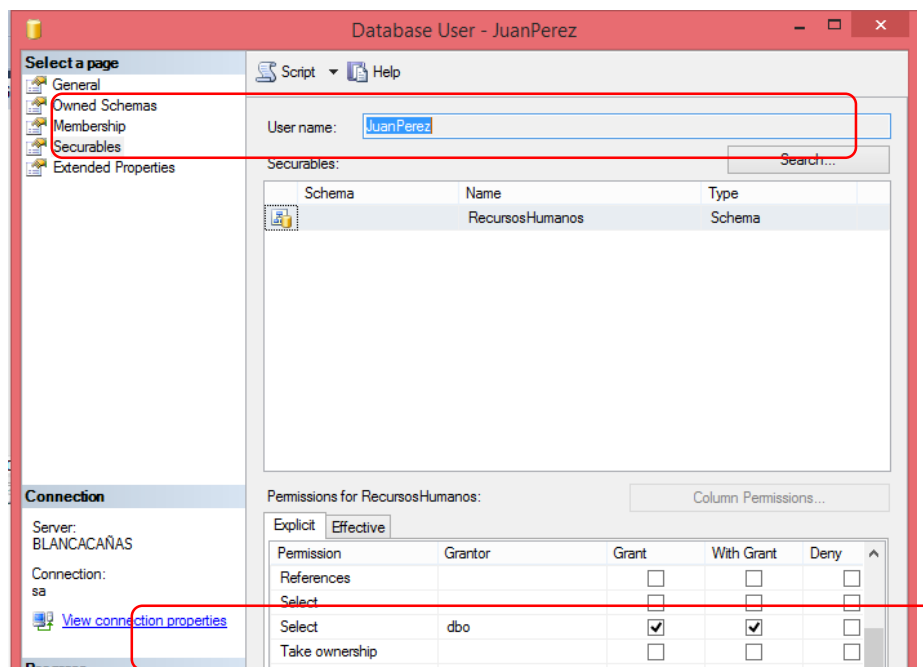 Database User - JuanPerez
Select a page
General
Owned Schemas
Membership
Securables
Extended Properties
Script Help
User name: JuanPerez
Securables: Search...
Schema Name Type
RecursosHumanos Schema
Connection
Server:
BLANCACAÑAS
Connection:
sa
View connection properties
Permissions for RecursosHumanos: Column Permissions...
Explicit Effective
Permission Grantor Grant With Grant Deny
References
Select
Select dbo
Take ownership